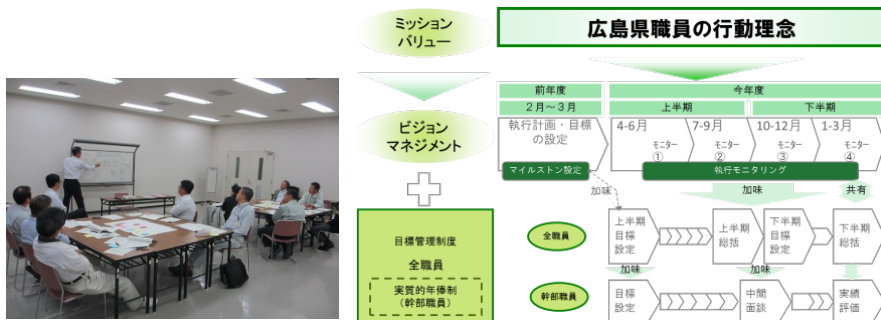 ミッション
バリュー
広島県職員の行動理念
前年度
今年度
2月～3月
上半期
下半期
ビジョン
マネジメント
執行計画・目標
の設定
4-6月
モニター
①
7-9月
モニター
②
10-12月
モニター
③
1-3月
モニター
④
マイルストン設定
執行モニタリング
加味
加味
共有
目標管理制度
全職員
実質的年俸制
（幹部職員）
全職員
上半期
目標
設定
上半期
総括
下半期
目標
設定
下半期
総括
加味
加味
幹部職員
目標
設定
中間
面談
実績
評価